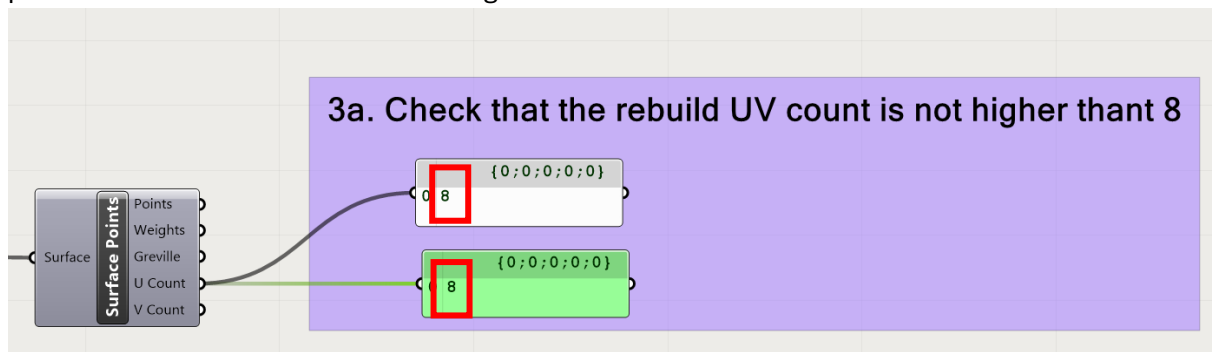 3a. Check that the rebuild UV count is not higher thant 8
{0;0;0;0;0}
0 8
{0;0;0;0;0}
8
Surface
Surface Points
Points
Weights
Greville
U Count
V Count